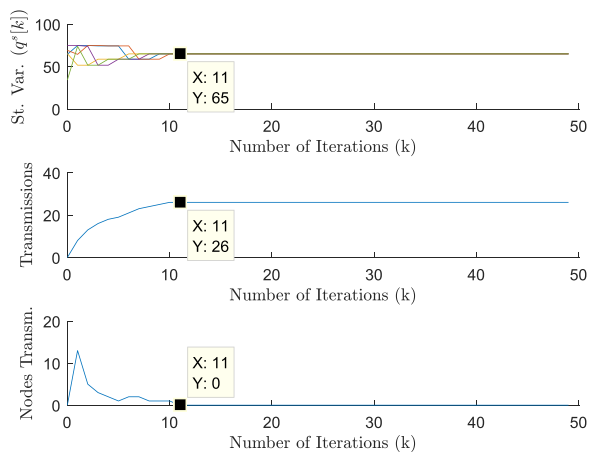 100
50
0
St. Var. (q^s[k])
X: 11
Y: 65
0 10 20 30 40 50
Number of Iterations (k)
40
20
0
Transmissions
X: 11
Y: 26
0 10 20 30 40 50
Number of Iterations (k)
20
10
0
Nodes Transm.
X: 11
Y: 0
0 10 20 30 40 50
Number of Iterations (k)